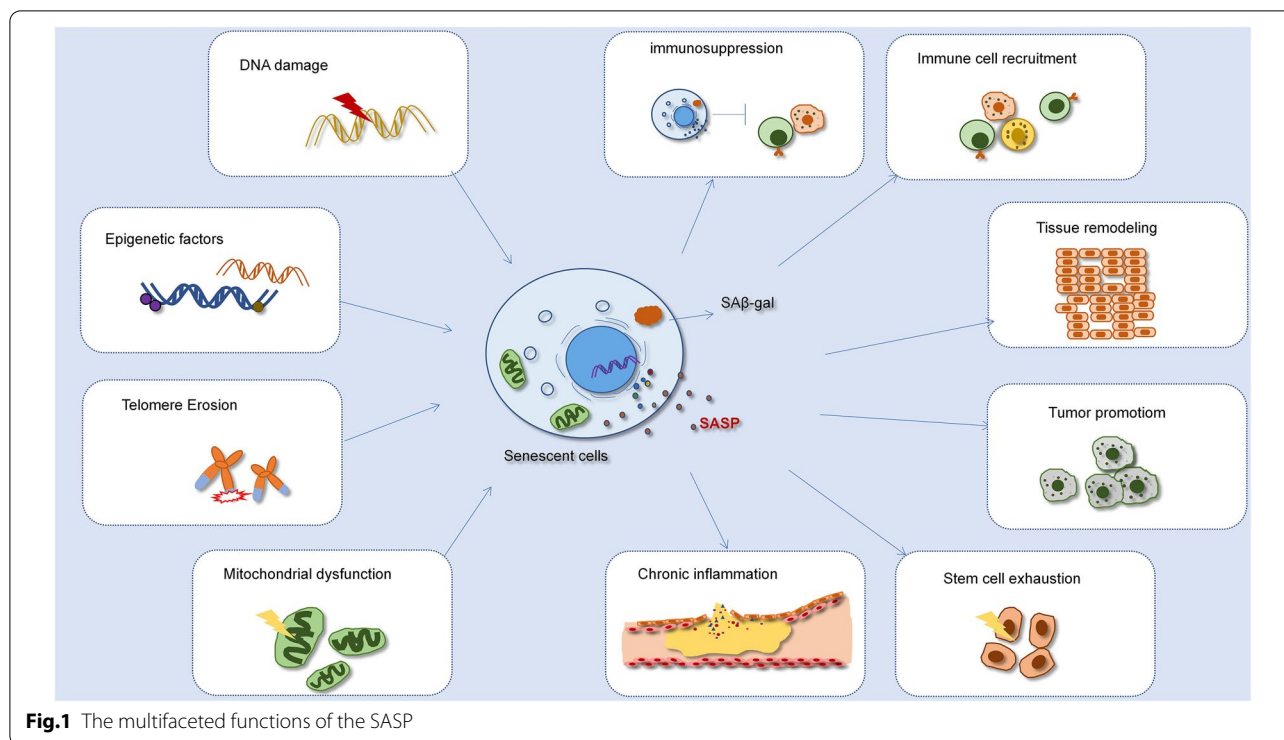 DNA damage
immunosuppression
Immune cell recruitment
Epigenetic factors
Tissue remodeling
SAβ-gal
Telomere Erosion
SASP
Senescent cells
Tumor promotiom
Mitochondrial dysfunction
Chronic inflammation
Stem cell exhaustion
Fig.1 The multifaceted functions of the SASP